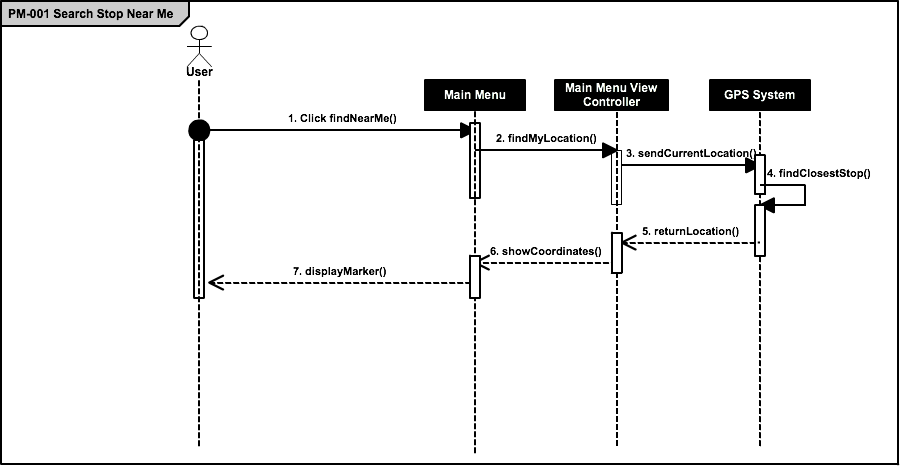 PM-001 Search Stop Near Me
User
Main Menu
Main Menu View
Controller
GPS System
1. Click findNearMe()
2. findMyLocation()
3. sendCurrentLocation()
4. findClosestStop()
5. returnLocation()
6. showCoordinates()
7. displayMarker()